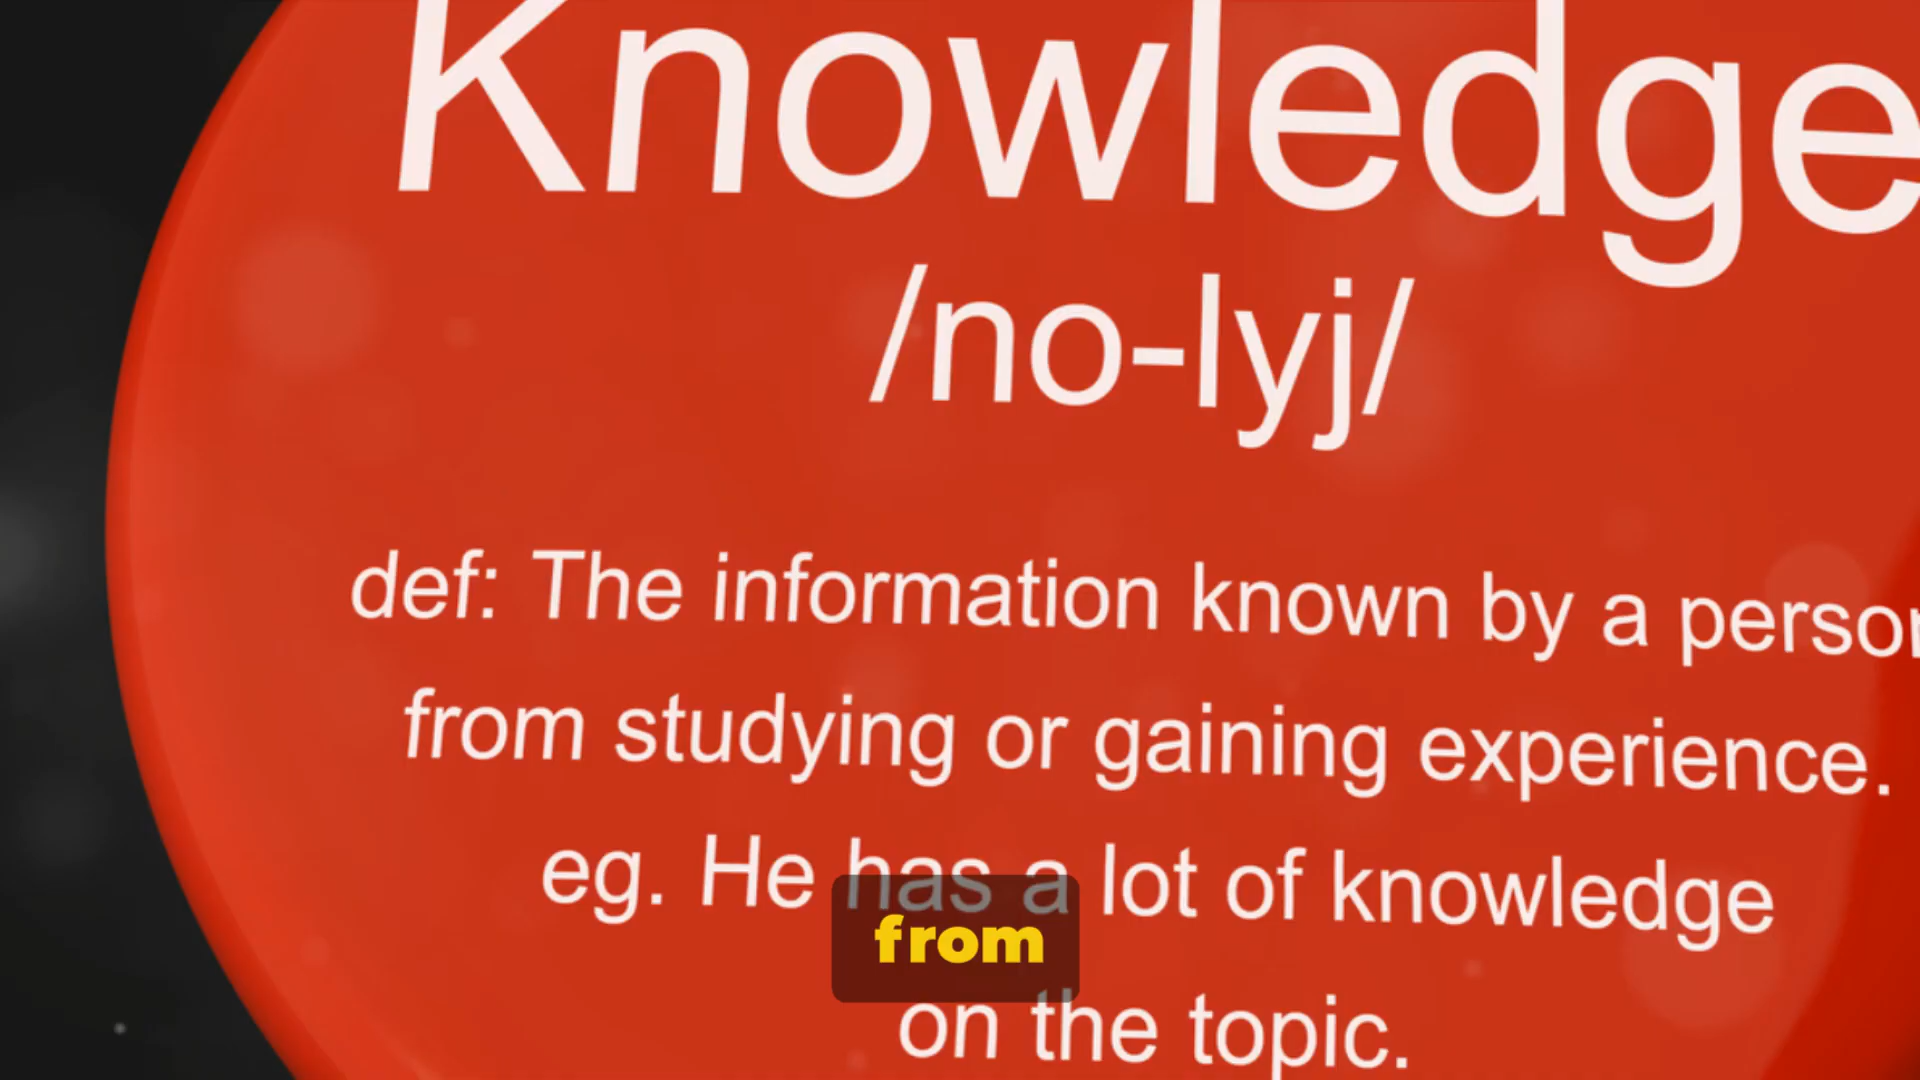 Knowledge
/no-lyj/
def: The information known by a person
from studying or gaining experience.
eg. He has a lot of knowledge
from
on the topic.